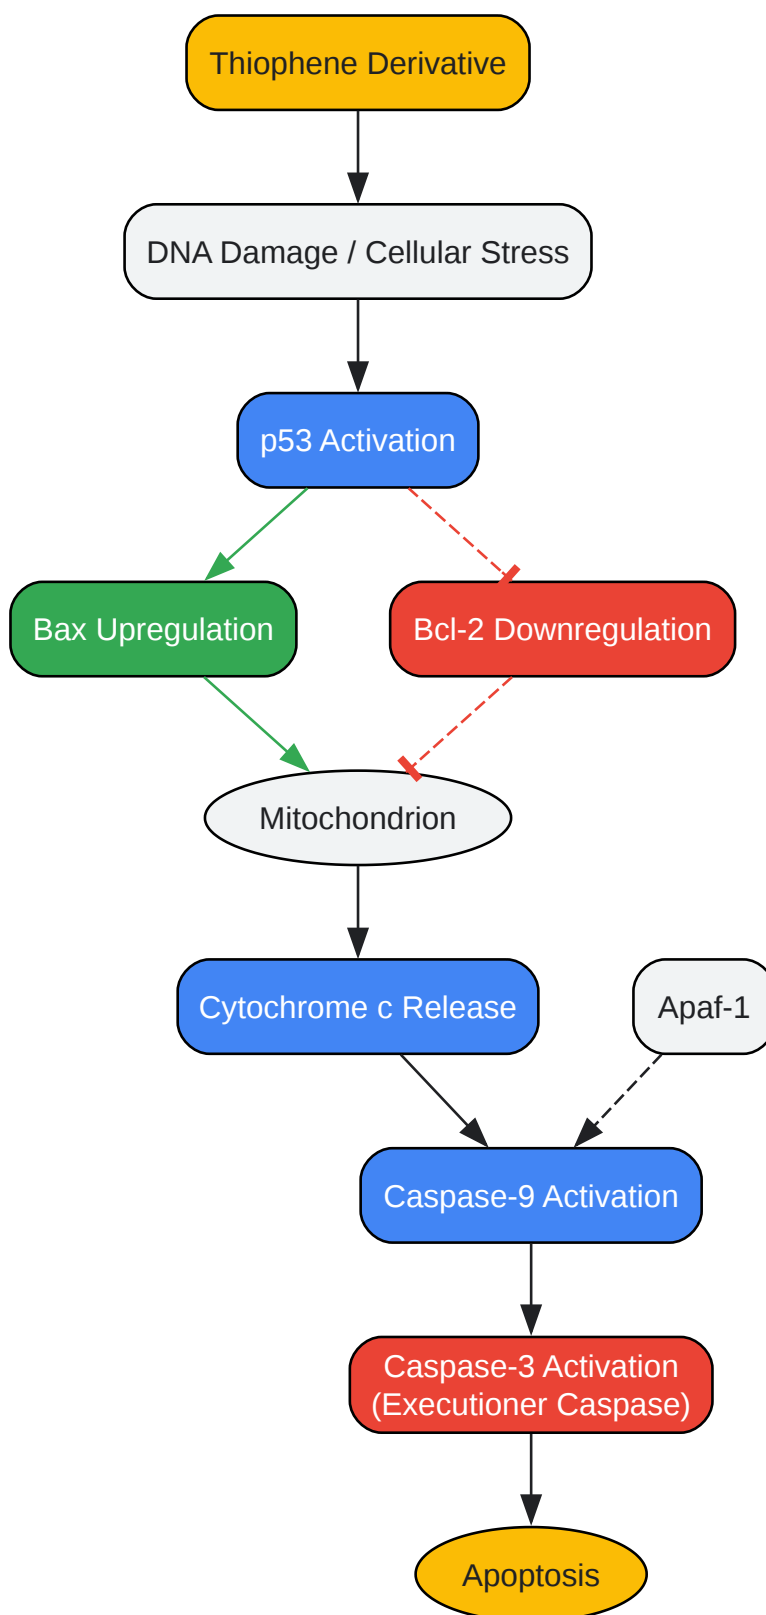 Thiophene Derivative
DNA Damage / Cellular Stress
p53 Activation
Bax Upregulation
Bcl-2 Downregulation
Mitochondrion
Cytochrome c Release
Apaf-1
Caspase-9 Activation
Caspase-3 Activation
(Executioner Caspase)
Apoptosis